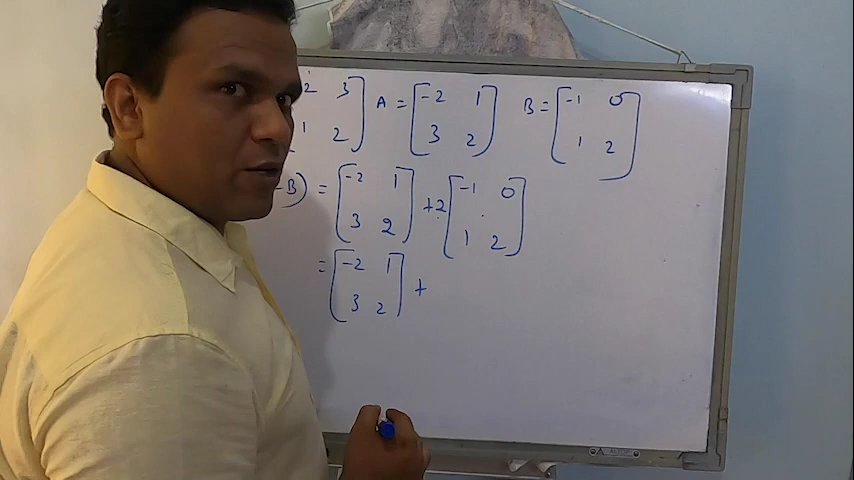 2 3 A = [-2 1 B = [-1 0
1 2] 3 2] 1 2]
-B) = [-2 1 +2 [-1 0
3 2] 1 2]
= [-2 1 +
3 2]